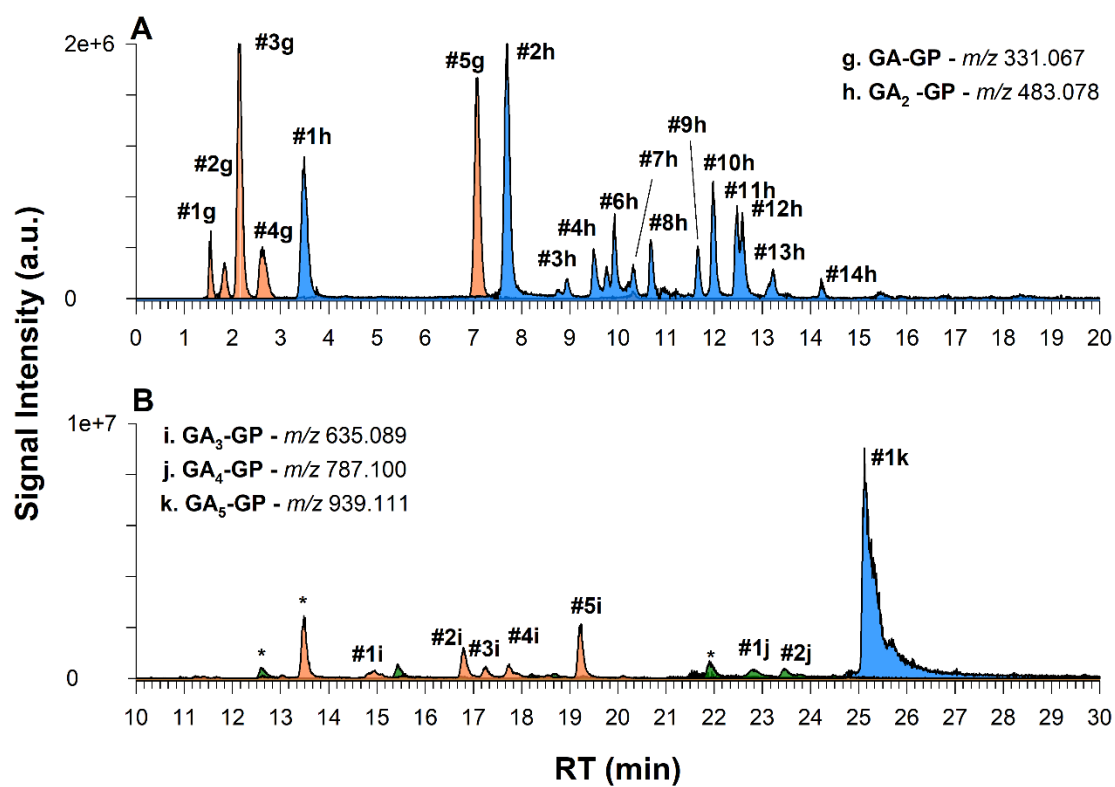 A
2e+6
0
#1g
#2g
#3g
#4g
#1h
#5g
#2h
#3h
#4h
#6h
#7h
#8h
#9h
#10h
#11h
#12h
#13h
#14h
g. GA-GP - m/z 331.067
h. GA₂ -GP - m/z 483.078
0 1 2 3 4 5 6 7 8 9 10 11 12 13 14 15 16 17 18 19 20
Signal Intensity (a.u.)
B
1e+7
0
i. GA₃-GP - m/z 635.089
j. GA₄-GP - m/z 787.100
k. GA₅-GP - m/z 939.111
*
*
#1i
#2i
#3i
#4i
#5i
*
#1j
#2j
#1k
10 11 12 13 14 15 16 17 18 19 20 21 22 23 24 25 26 27 28 29 30
RT (min)